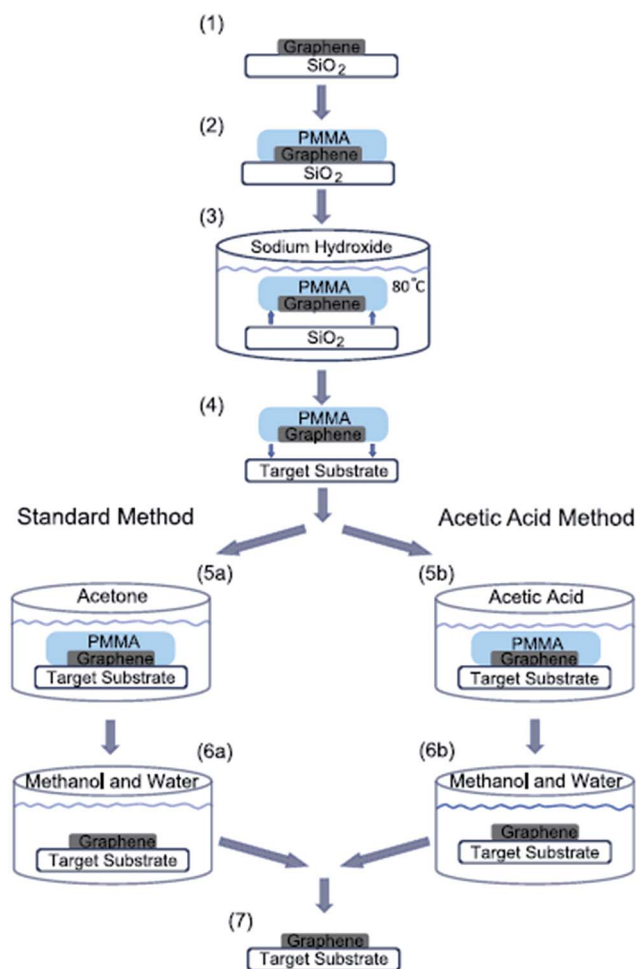 (1)
Graphene
SiO2
(2)
PMMA
Graphene
SiO2
(3)
Sodium Hydroxide
PMMA
80°C
Graphene
SiO2
(4)
PMMA
Graphene
Target Substrate
Standard Method
Acetic Acid Method
(5a)
Acetone
PMMA
Graphene
Target Substrate
(5b)
Acetic Acid
PMMA
Graphene
Target Substrate
(6a)
Methanol and Water
Graphene
Target Substrate
(6b)
Methanol and Water
Graphene
Target Substrate
(7)
Graphene
Target Substrate